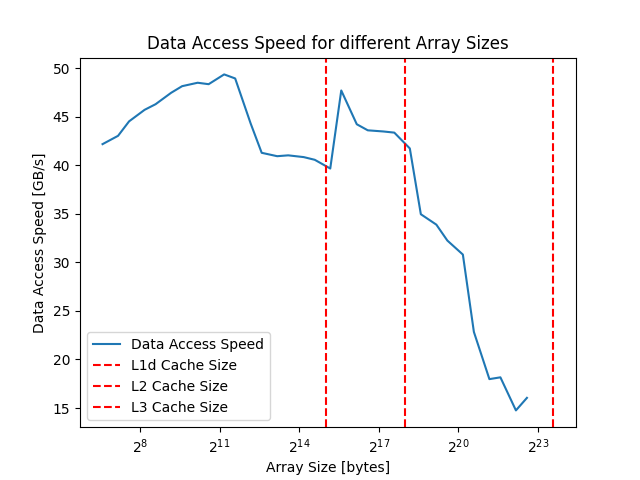 Data Access Speed for different Array Sizes
50
45
40
35
30
25
20
15
Data Access Speed [GB/s]
Data Access Speed
L1d Cache Size
L2 Cache Size
L3 Cache Size
2^8 2^11 2^14 2^17 2^20 2^23
Array Size [bytes]